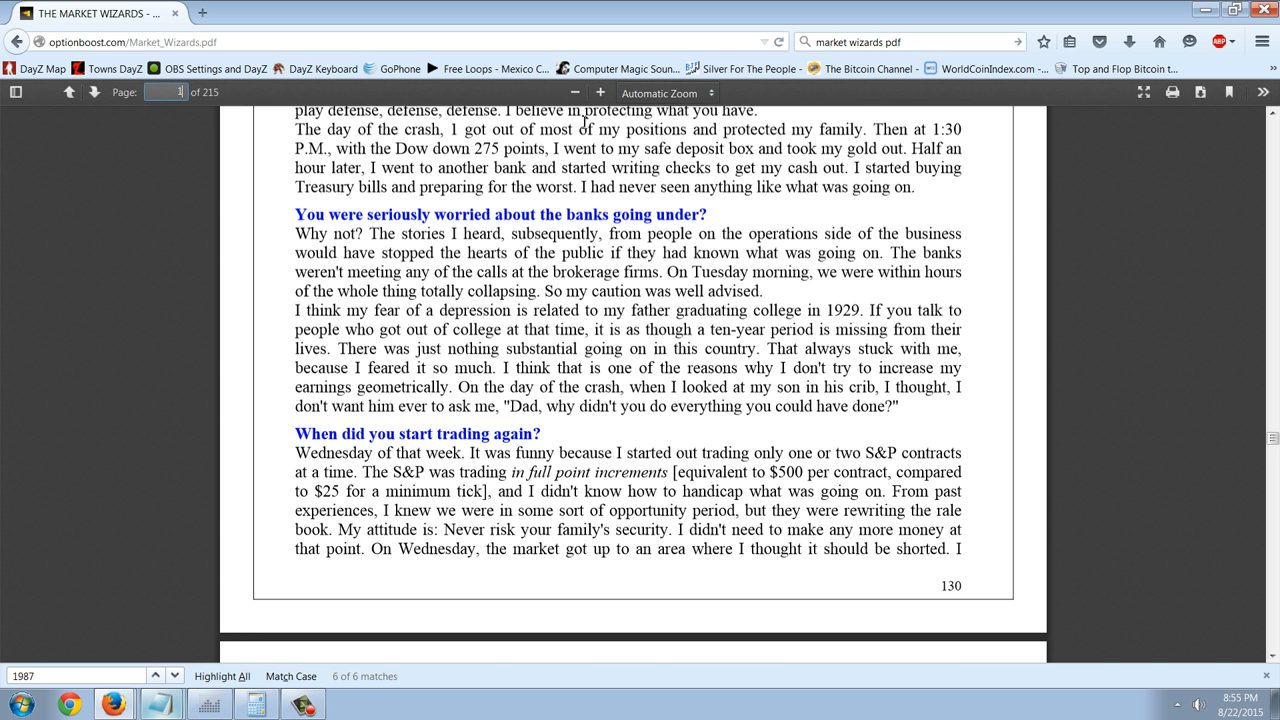 THE MARKET WIZARDS - ...
optionboost.com/Market_Wizards.pdf
market wizards pdf
ABP
DayZ Map
Towns DayZ
OBS Settings and DayZ
DayZ Keyboard
GoPhone
Free Loops - Mexico C...
Computer Magic Soun...
Silver For The People - ...
The Bitcoin Channel - ...
WorldCoinIndex.com - ...
Top and Flop Bitcoin t...
Page: 1 of 215
Automatic Zoom
play defense, defense, defense. I believe in protecting what you have.
The day of the crash, 1 got out of most of my positions and protected my family. Then at 1:30
P.M., with the Dow down 275 points, I went to my safe deposit box and took my gold out. Half an
hour later, I went to another bank and started writing checks to get my cash out. I started buying
Treasury bills and preparing for the worst. I had never seen anything like what was going on.
You were seriously worried about the banks going under?
Why not? The stories I heard, subsequently, from people on the operations side of the business
would have stopped the hearts of the public if they had known what was going on. The banks
weren't meeting any of the calls at the brokerage firms. On Tuesday morning, we were within hours
of the whole thing totally collapsing. So my caution was well advised.
I think my fear of a depression is related to my father graduating college in 1929. If you talk to
people who got out of college at that time, it is as though a ten-year period is missing from their
lives. There was just nothing substantial going on in this country. That always stuck with me,
because I feared it so much. I think that is one of the reasons why I don't try to increase my
earnings geometrically. On the day of the crash, when I looked at my son in his crib, I thought, I
don't want him ever to ask me, "Dad, why didn't you do everything you could have done?"
When did you start trading again?
Wednesday of that week. It was funny because I started out trading only one or two S&P contracts
at a time. The S&P was trading in full point increments [equivalent to $500 per contract, compared
to $25 for a minimum tick], and I didn't know how to handicap what was going on. From past
experiences, I knew we were in some sort of opportunity period, but they were rewriting the rale
book. My attitude is: Never risk your family's security. I didn't need to make any more money at
that point. On Wednesday, the market got up to an area where I thought it should be shorted. I
130
1987
Highlight All
Match Case
6 of 6 matches
8:55 PM
8/22/2015